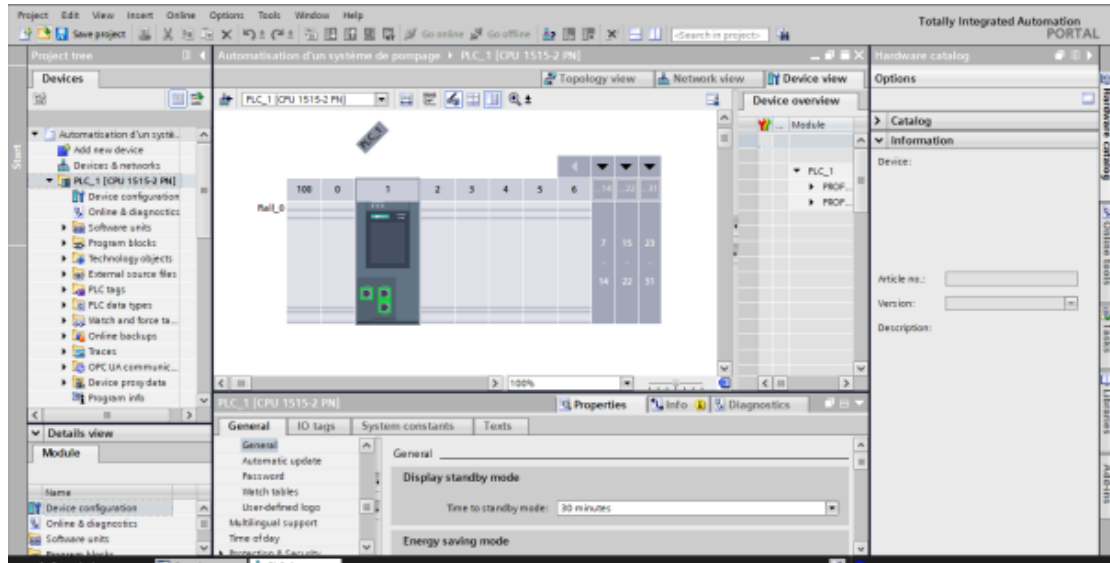 Project Edit View Insert Online Options Tools Window Help
Totally Integrated Automation
PORTAL
Save project
Go online
Go offline
<Search in project>
Project tree
Automatisation d'un système de pompage
PLC_1 [CPU 1515-2 PN]
Hardware catalog
Devices
Topology view
Network view
Device view
Options
PLC_1 [CPU 1515-2 PN]
Device overview
Catalog
... Module
Information
Device:
Automatisation d'un systè...
Add new device
Devices & networks
PLC_1 [CPU 1515-2 PN]
Device configuration
Online & diagnostics
Software units
Program blocks
Technology objects
External source files
PLC tags
PLC data types
Watch and force ta...
Online backups
Traces
OPC UA communic...
Device proxy data
Program info
Start
PLC_1
100 0 1 2 3 4 5 6 ...14 ...22 ...31
Rail_0
7 15 23
14 22 31
PLC_1
PROF...
PROF...
Article no.:
Version:
Description:
100%
Hardware catalog
Online tools
Tasks
Libraries
Add-ins
PLC_1 [CPU 1515-2 PN]
Properties
Info
Diagnostics
General
IO tags
System constants
Texts
Details view
Module
Name
Device configuration
Online & diagnostics
Software units
Program blocks
General
Automatic update
Password
Watch tables
User-defined logo
Multilingual support
Time of day
Protection & Security
General
Display standby mode
Time to standby mode: 30 minutes
Energy saving mode